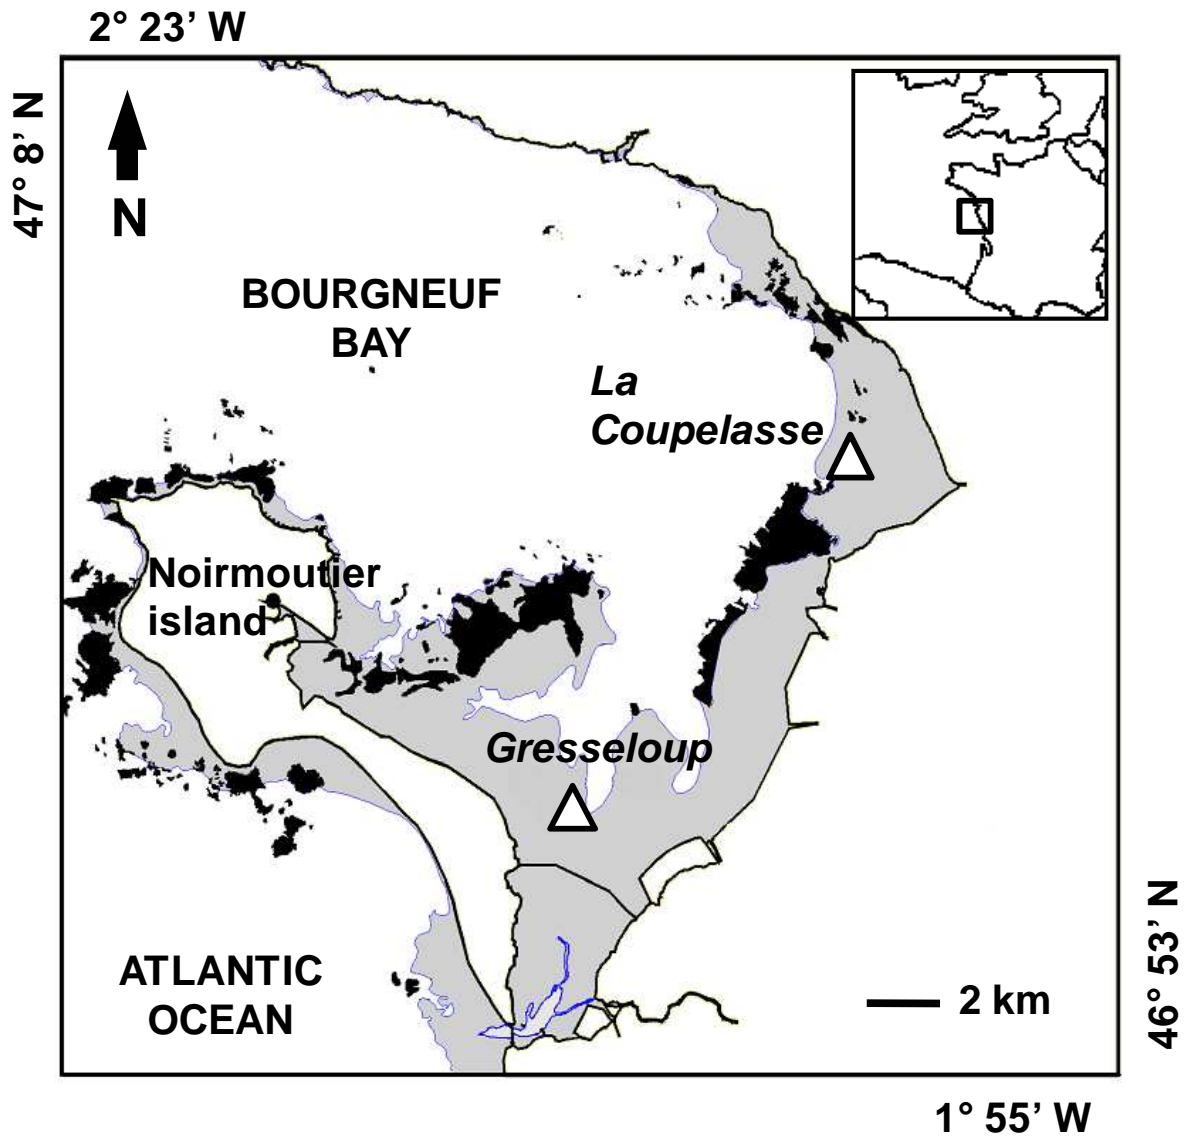 2° 23’ W
47° 8’ N
N
BOURGNEUF
BAY
La
Coupelasse
Noirmoutier
island
Gresseloup
ATLANTIC
OCEAN
2 km
46° 53’ N
1° 55’ W